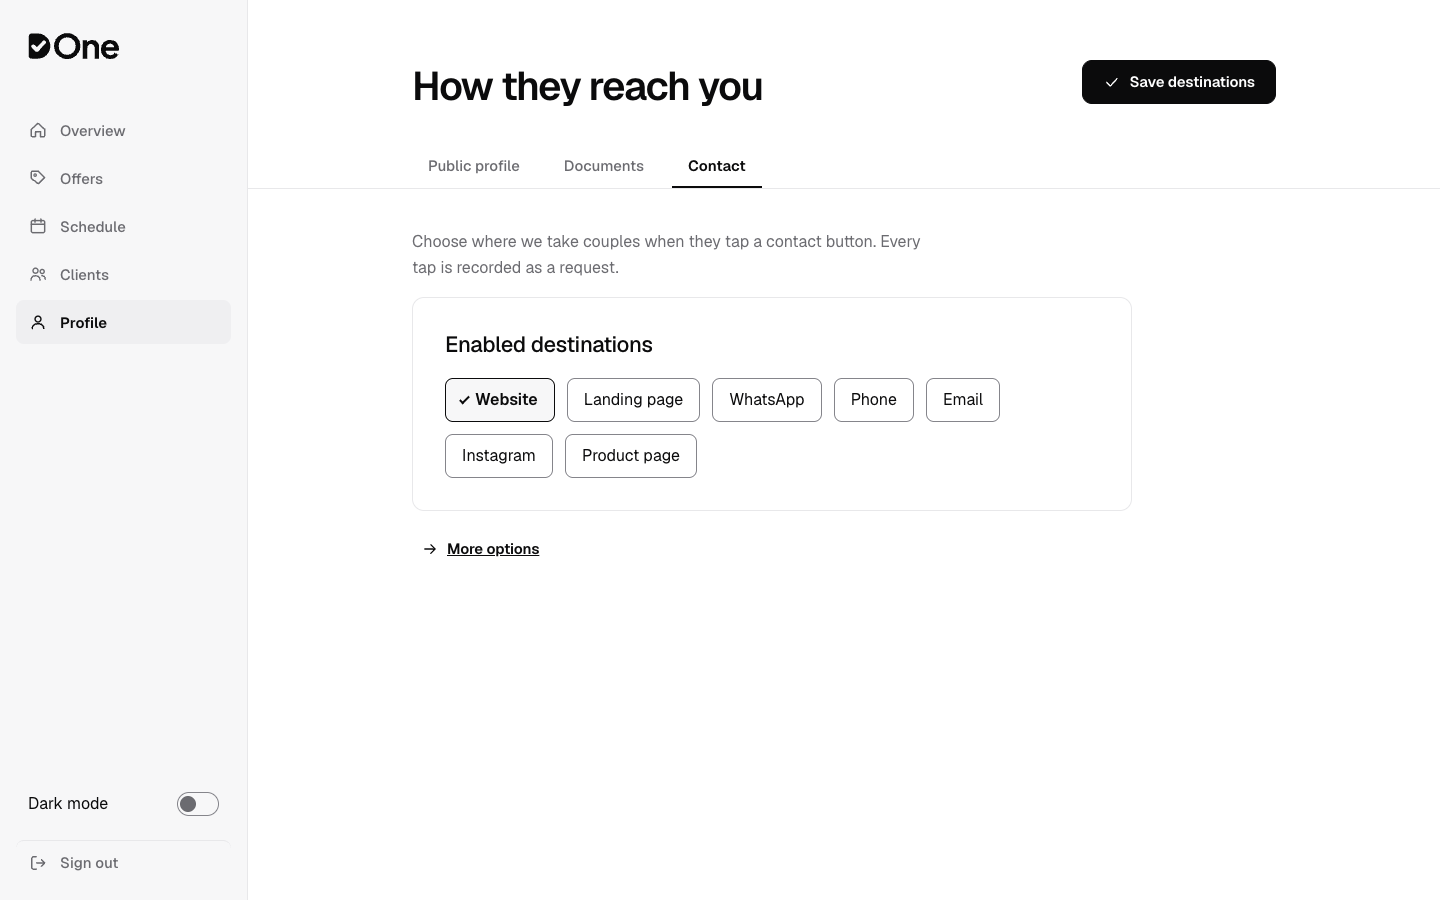 DOne
Overview
Offers
Schedule
Clients
Profile
Dark mode
Sign out
How they reach you
Save destinations
Public profile
Documents
Contact
Choose where we take couples when they tap a contact button. Every
tap is recorded as a request.
Enabled destinations
Website
Landing page
WhatsApp
Phone
Email
Instagram
Product page
More options